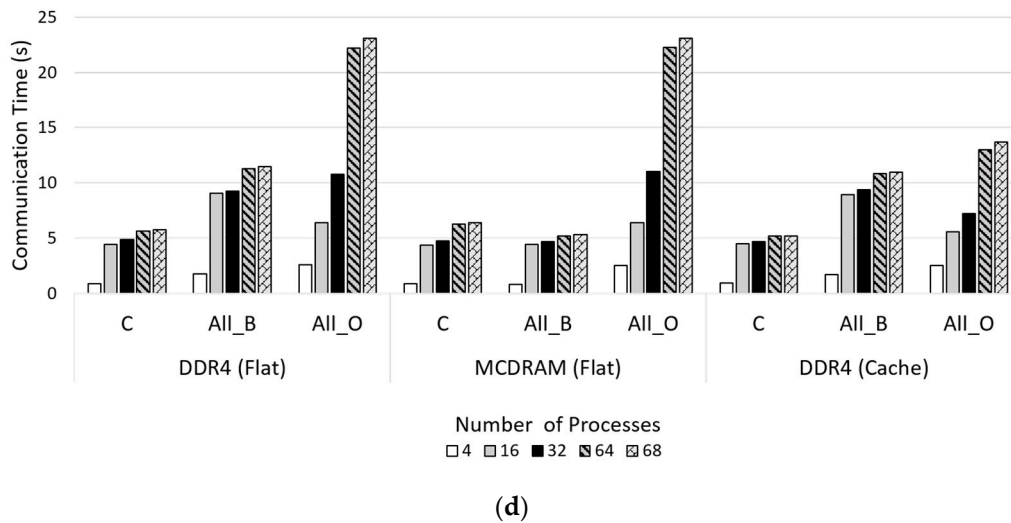 25
20
15
10
5
0
Communication Time (s)
C All_B All_O C All_B All_O C All_B All_O
DDR4 (Flat) MCDRAM (Flat) DDR4 (Cache)
Number of Processes
4 16 32 64 68
(d)